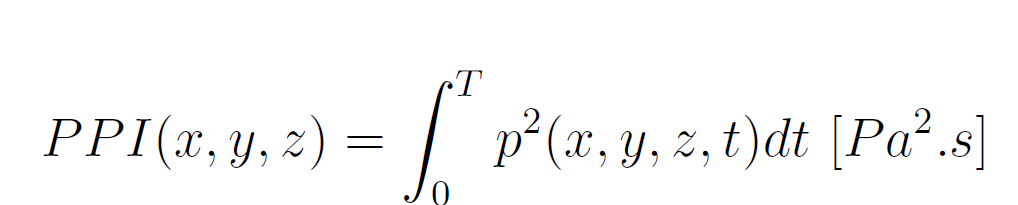 PPI(x, y, z) = ∫₀ᵀ p²(x, y, z, t)dt [Pa².s]